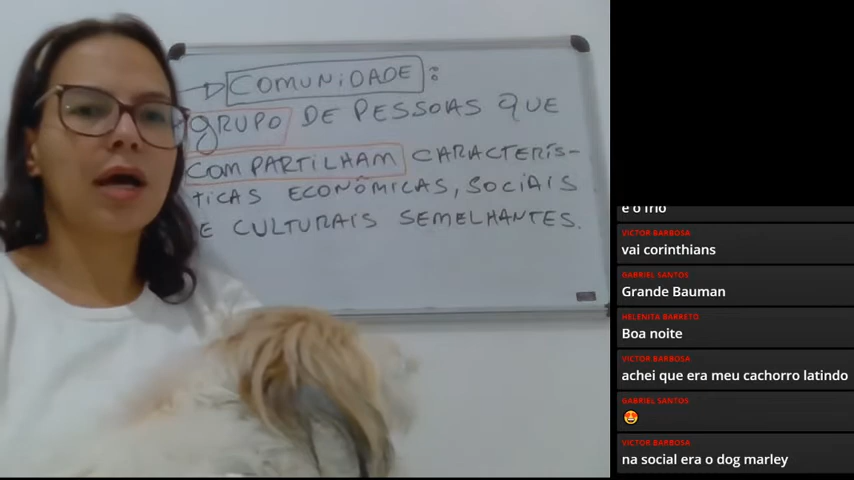 COMUNIDADE:
GRUPO DE PESSOAS QUE
COMPARTILHAM CARACTERÍS-
TICAS ECONÔMICAS, SOCIAIS
E CULTURAIS SEMELHANTES.
e o frio
VICTOR BARBOSA
vai corinthians
GABRIEL SANTOS
Grande Bauman
HELENITA BARRETO
Boa noite
VICTOR BARBOSA
achei que era meu cachorro latindo
GABRIEL SANTOS
😍
VICTOR BARBOSA
na social era o dog marley